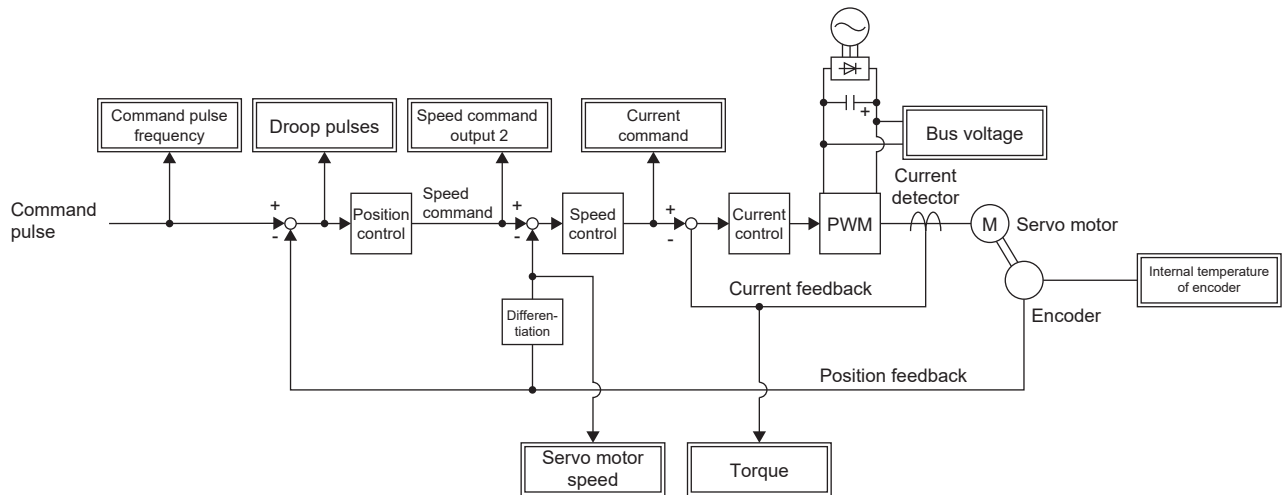 Command pulse
frequency
Droop pulses
Speed command
output 2
Current
command
Bus voltage
+
Current
detector
Command
pulse
+
-
Position
control
Speed
command
+
-
Speed
control
+
-
Current
control
PWM
M
Servo motor
Internal temperature
of encoder
Current feedback
Encoder
Differen-
tiation
Position feedback
Servo motor
speed
Torque